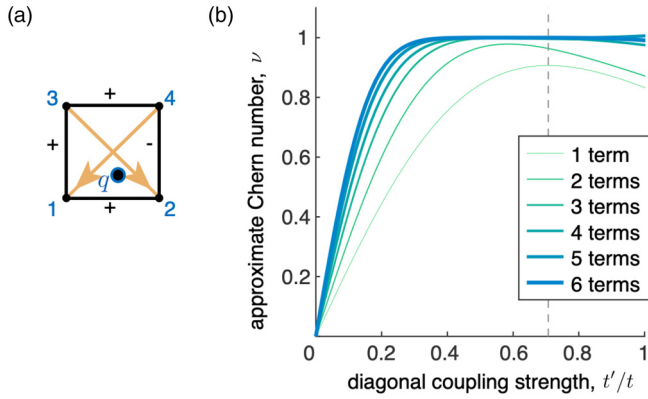 (a)
3
+
4
+
-
q
1
+
2
(b)
approximate Chern number, ν
1
0.8
0.6
0.4
0.2
0
0.2
0.4
0.6
0.8
1
diagonal coupling strength, t′/t
1 term
2 terms
3 terms
4 terms
5 terms
6 terms